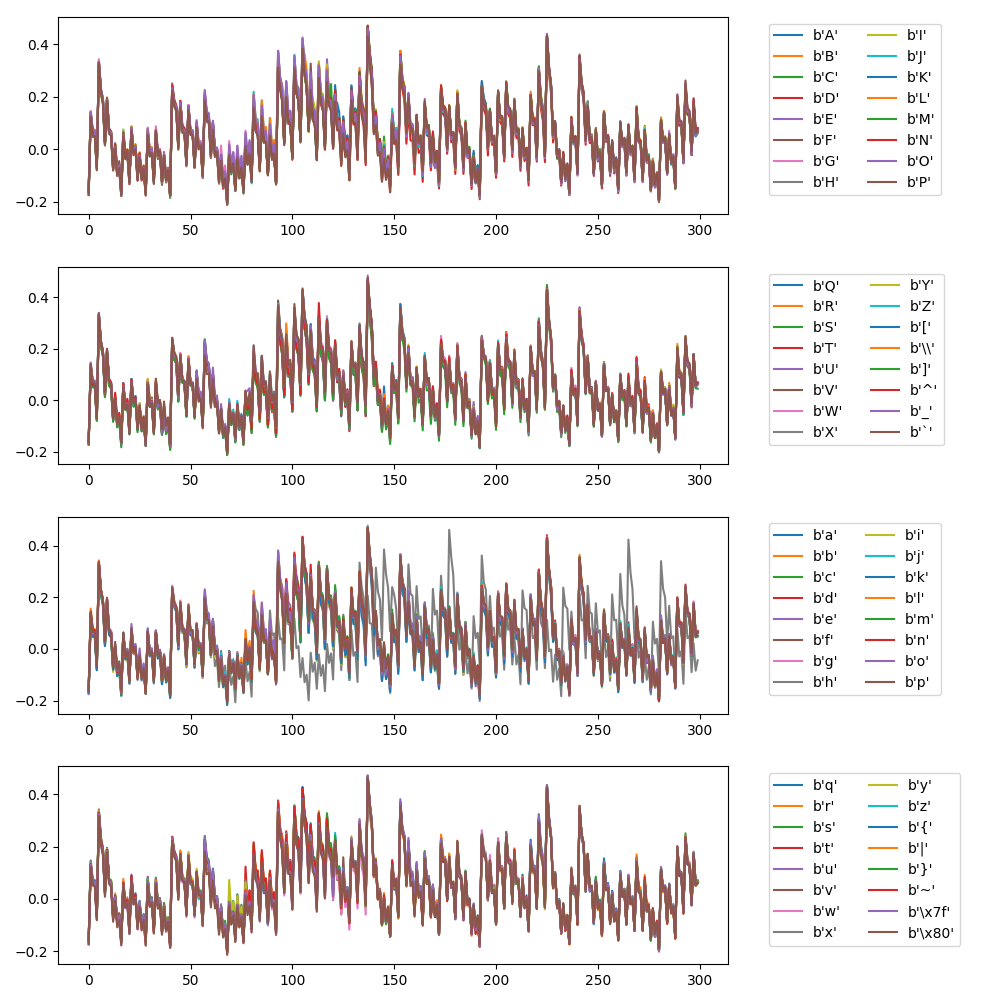 0.4
0.2
0.0
−0.2
0 50 100 150 200 250 300
b'A' b'I'
b'B' b'J'
b'C' b'K'
b'D' b'L'
b'E' b'M'
b'F' b'N'
b'G' b'O'
b'H' b'P'
0.4
0.2
0.0
−0.2
0 50 100 150 200 250 300
b'Q' b'Y'
b'R' b'Z'
b'S' b'['
b'T' b'\\'
b'U' b']'
b'V' b'^'
b'W' b'_'
b'X' b'`'
0.4
0.2
0.0
−0.2
0 50 100 150 200 250 300
b'a' b'i'
b'b' b'j'
b'c' b'k'
b'd' b'l'
b'e' b'm'
b'f' b'n'
b'g' b'o'
b'h' b'p'
0.4
0.2
0.0
−0.2
0 50 100 150 200 250 300
b'q' b'y'
b'r' b'z'
b's' b'{'
b't' b'|'
b'u' b'}'
b'v' b'~'
b'w' b'\x7f'
b'x' b'\x80'